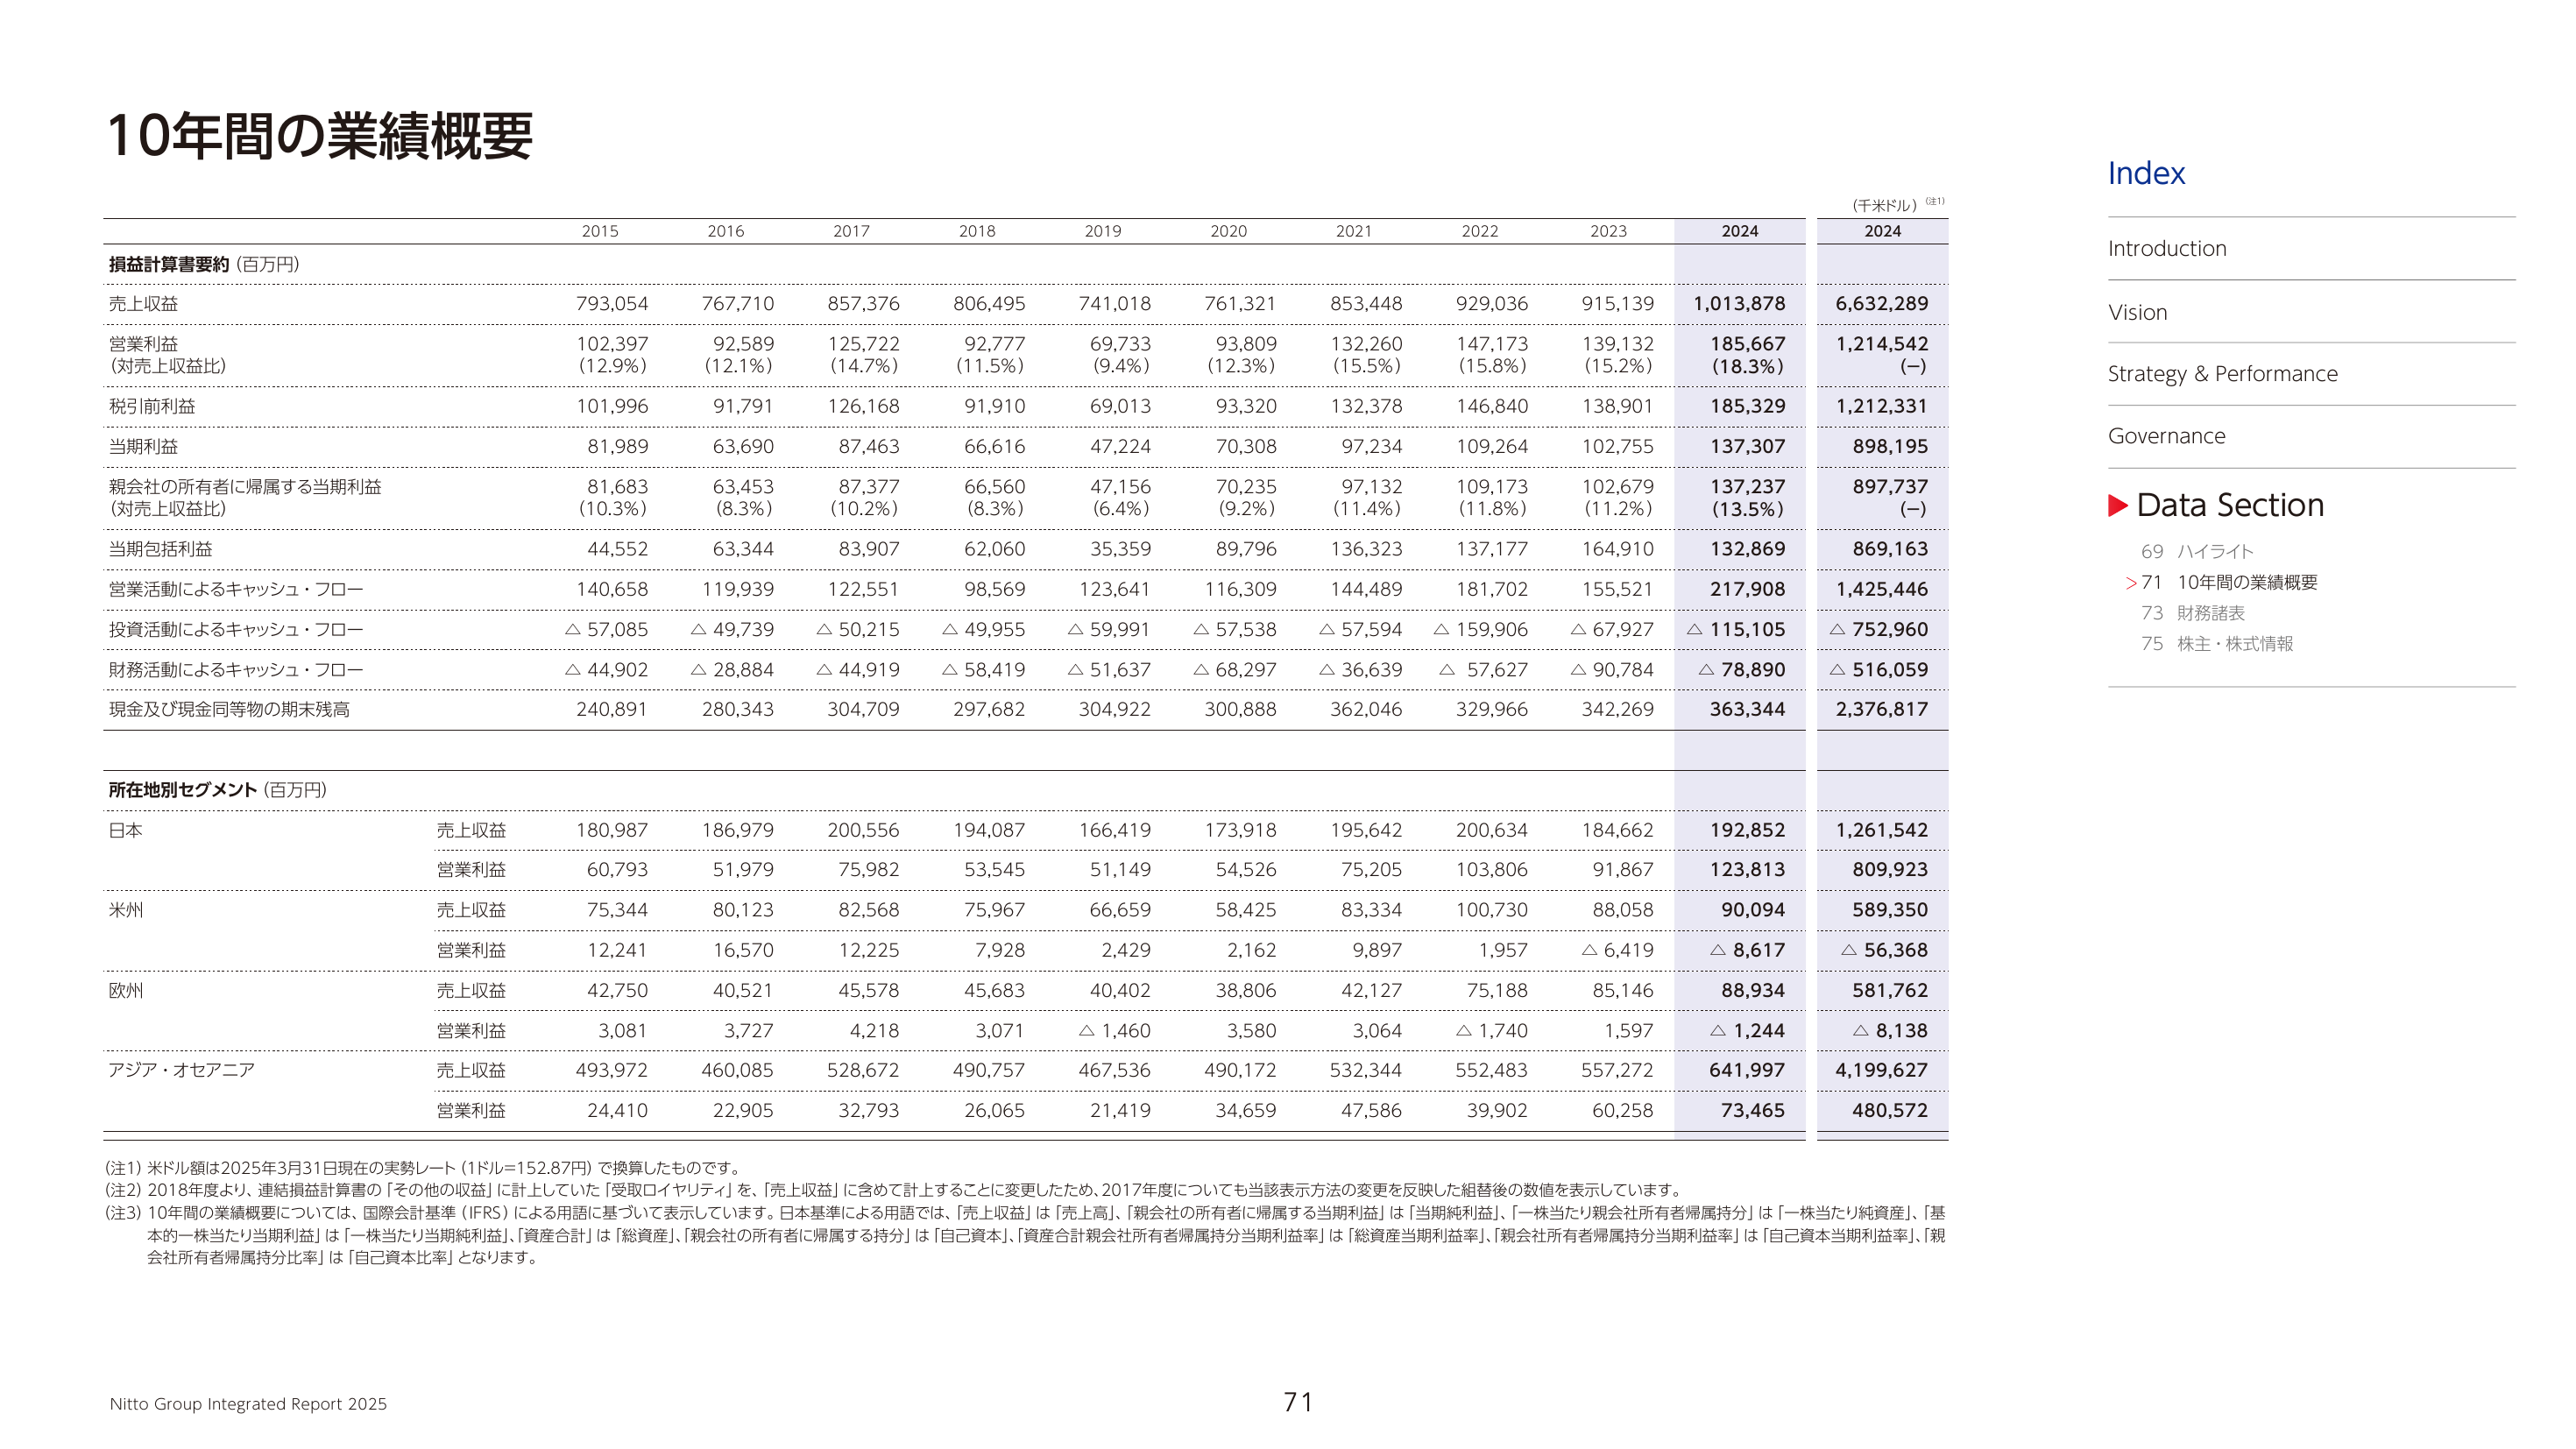 10年間の業績概要
(千米ドル)(注1)
2015 2016 2017 2018 2019 2020 2021 2022 2023 2024 2024
損益計算書要約(百万円)
売上収益 793,054 767,710 857,376 806,495 741,018 761,321 853,448 929,036 915,139 1,013,878 6,632,289
営業利益 102,397 92,589 125,722 92,777 69,733 93,809 132,260 147,173 139,132 185,667 1,214,542
(対売上収益比) (12.9%) (12.1%) (14.7%) (11.5%) (9.4%) (12.3%) (15.5%) (15.8%) (15.2%) (18.3%) (−)
税引前利益 101,996 91,791 126,168 91,910 69,013 93,320 132,378 146,840 138,901 185,329 1,212,331
当期利益 81,989 63,690 87,463 66,616 47,224 70,308 97,234 109,264 102,755 137,307 898,195
親会社の所有者に帰属する当期利益 81,683 63,453 87,377 66,560 47,156 70,235 97,132 109,173 102,679 137,237 897,737
(対売上収益比) (10.3%) (8.3%) (10.2%) (8.3%) (6.4%) (9.2%) (11.4%) (11.8%) (11.2%) (13.5%) (−)
当期包括利益 44,552 63,344 83,907 62,060 35,359 89,796 136,323 137,177 164,910 132,869 869,163
営業活動によるキャッシュ・フロー 140,658 119,939 122,551 98,569 123,641 116,309 144,489 181,702 155,521 217,908 1,425,446
投資活動によるキャッシュ・フロー △ 57,085 △ 49,739 △ 50,215 △ 49,955 △ 59,991 △ 57,538 △ 57,594 △ 159,906 △ 67,927 △ 115,105 △ 752,960
財務活動によるキャッシュ・フロー △ 44,902 △ 28,884 △ 44,919 △ 58,419 △ 51,637 △ 68,297 △ 36,639 △ 57,627 △ 90,784 △ 78,890 △ 516,059
現金及び現金同等物の期末残高 240,891 280,343 304,709 297,682 304,922 300,888 362,046 329,966 342,269 363,344 2,376,817
所在地別セグメント(百万円)
日本 売上収益 180,987 186,979 200,556 194,087 166,419 173,918 195,642 200,634 184,662 192,852 1,261,542
営業利益 60,793 51,979 75,982 53,545 51,149 54,526 75,205 103,806 91,867 123,813 809,923
米州 売上収益 75,344 80,123 82,568 75,967 66,659 58,425 83,334 100,730 88,058 90,094 589,350
営業利益 12,241 16,570 12,225 7,928 2,429 2,162 9,897 1,957 △ 6,419 △ 8,617 △ 56,368
欧州 売上収益 42,750 40,521 45,578 45,683 40,402 38,806 42,127 75,188 85,146 88,934 581,762
営業利益 3,081 3,727 4,218 3,071 △ 1,460 3,580 3,064 △ 1,740 1,597 △ 1,244 △ 8,138
アジア・オセアニア 売上収益 493,972 460,085 528,672 490,757 467,536 490,172 532,344 552,483 557,272 641,997 4,199,627
営業利益 24,410 22,905 32,793 26,065 21,419 34,659 47,586 39,902 60,258 73,465 480,572
(注1) 米ドル額は2025年3月31日現在の実勢レート(1ドル=152.87円)で換算したものです。
(注2) 2018年度より、連結損益計算書の「その他の収益」に計上していた「受取ロイヤリティ」を、「売上収益」に含めて計上することに変更したため、2017年度についても当該表示方法の変更を反映した組替後の数値を表示しています。
(注3) 10年間の業績概要については、国際会計基準(IFRS)による用語に基づいて表示しています。日本基準による用語では、「売上収益」は「売上高」、「親会社の所有者に帰属する当期利益」は「当期純利益」、「一株当たり親会社所有者帰属持分」は「一株当たり純資産」、「基
本的一株当たり当期利益」は「一株当たり当期純利益」、「資産合計」は「総資産」、「親会社の所有者に帰属する持分」は「自己資本」、「資産合計親会社所有者帰属持分当期利益率」は「総資産当期利益率」、「親会社所有者帰属持分当期利益率」は「自己資本当期利益率」、「親
会社所有者帰属持分比率」は「自己資本比率」となります。
Nitto Group Integrated Report 2025
71
Index
Introduction
Vision
Strategy & Performance
Governance
Data Section
69 ハイライト
>71 10年間の業績概要
73 財務諸表
75 株主・株式情報